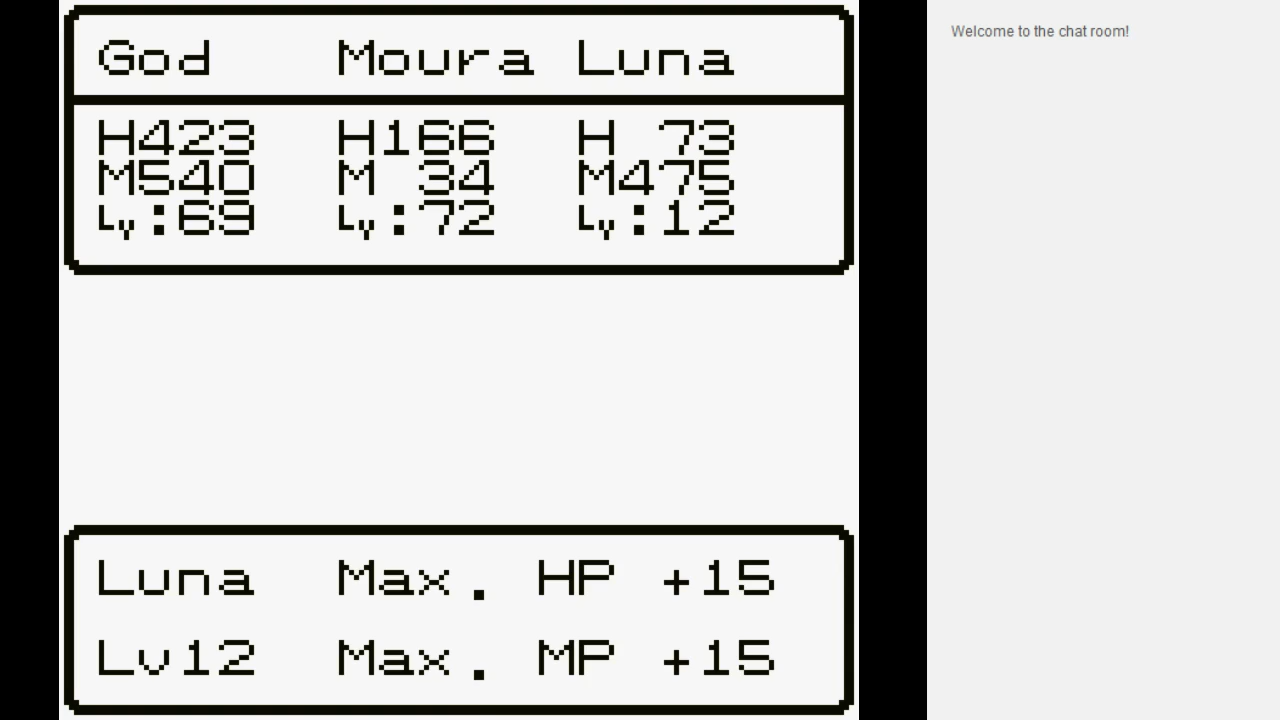 God Moura Luna
H423 H166 H 73
M540 M 34 M475
Lv:69 Lv:72 Lv:12
Luna Max. HP +15
Lv12 Max. MP +15
Welcome to the chat room!